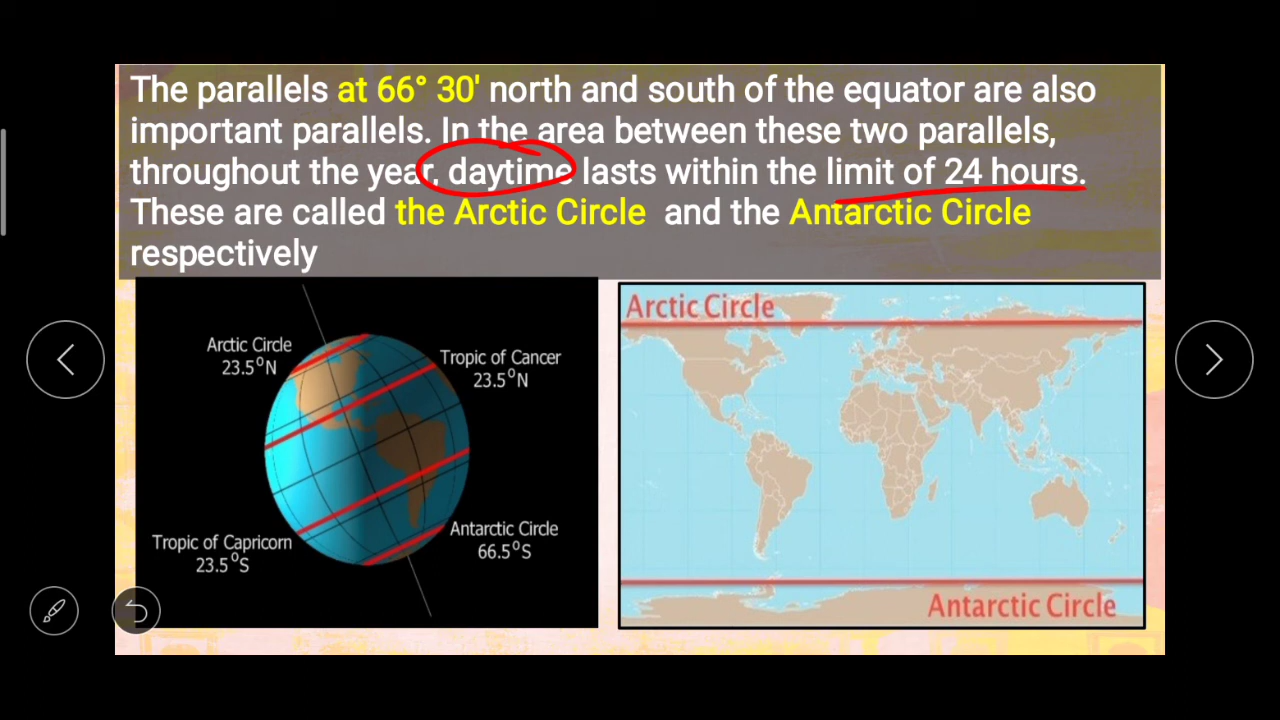 The parallels at 66° 30' north and south of the equator are also
important parallels. In the area between these two parallels,
throughout the year, daytime lasts within the limit of 24 hours.
These are called the Arctic Circle and the Antarctic Circle
respectively
Arctic Circle
23.5°N
Tropic of Cancer
23.5°N
Tropic of Capricorn
23.5°S
Antarctic Circle
66.5°S
Arctic Circle
Antarctic Circle